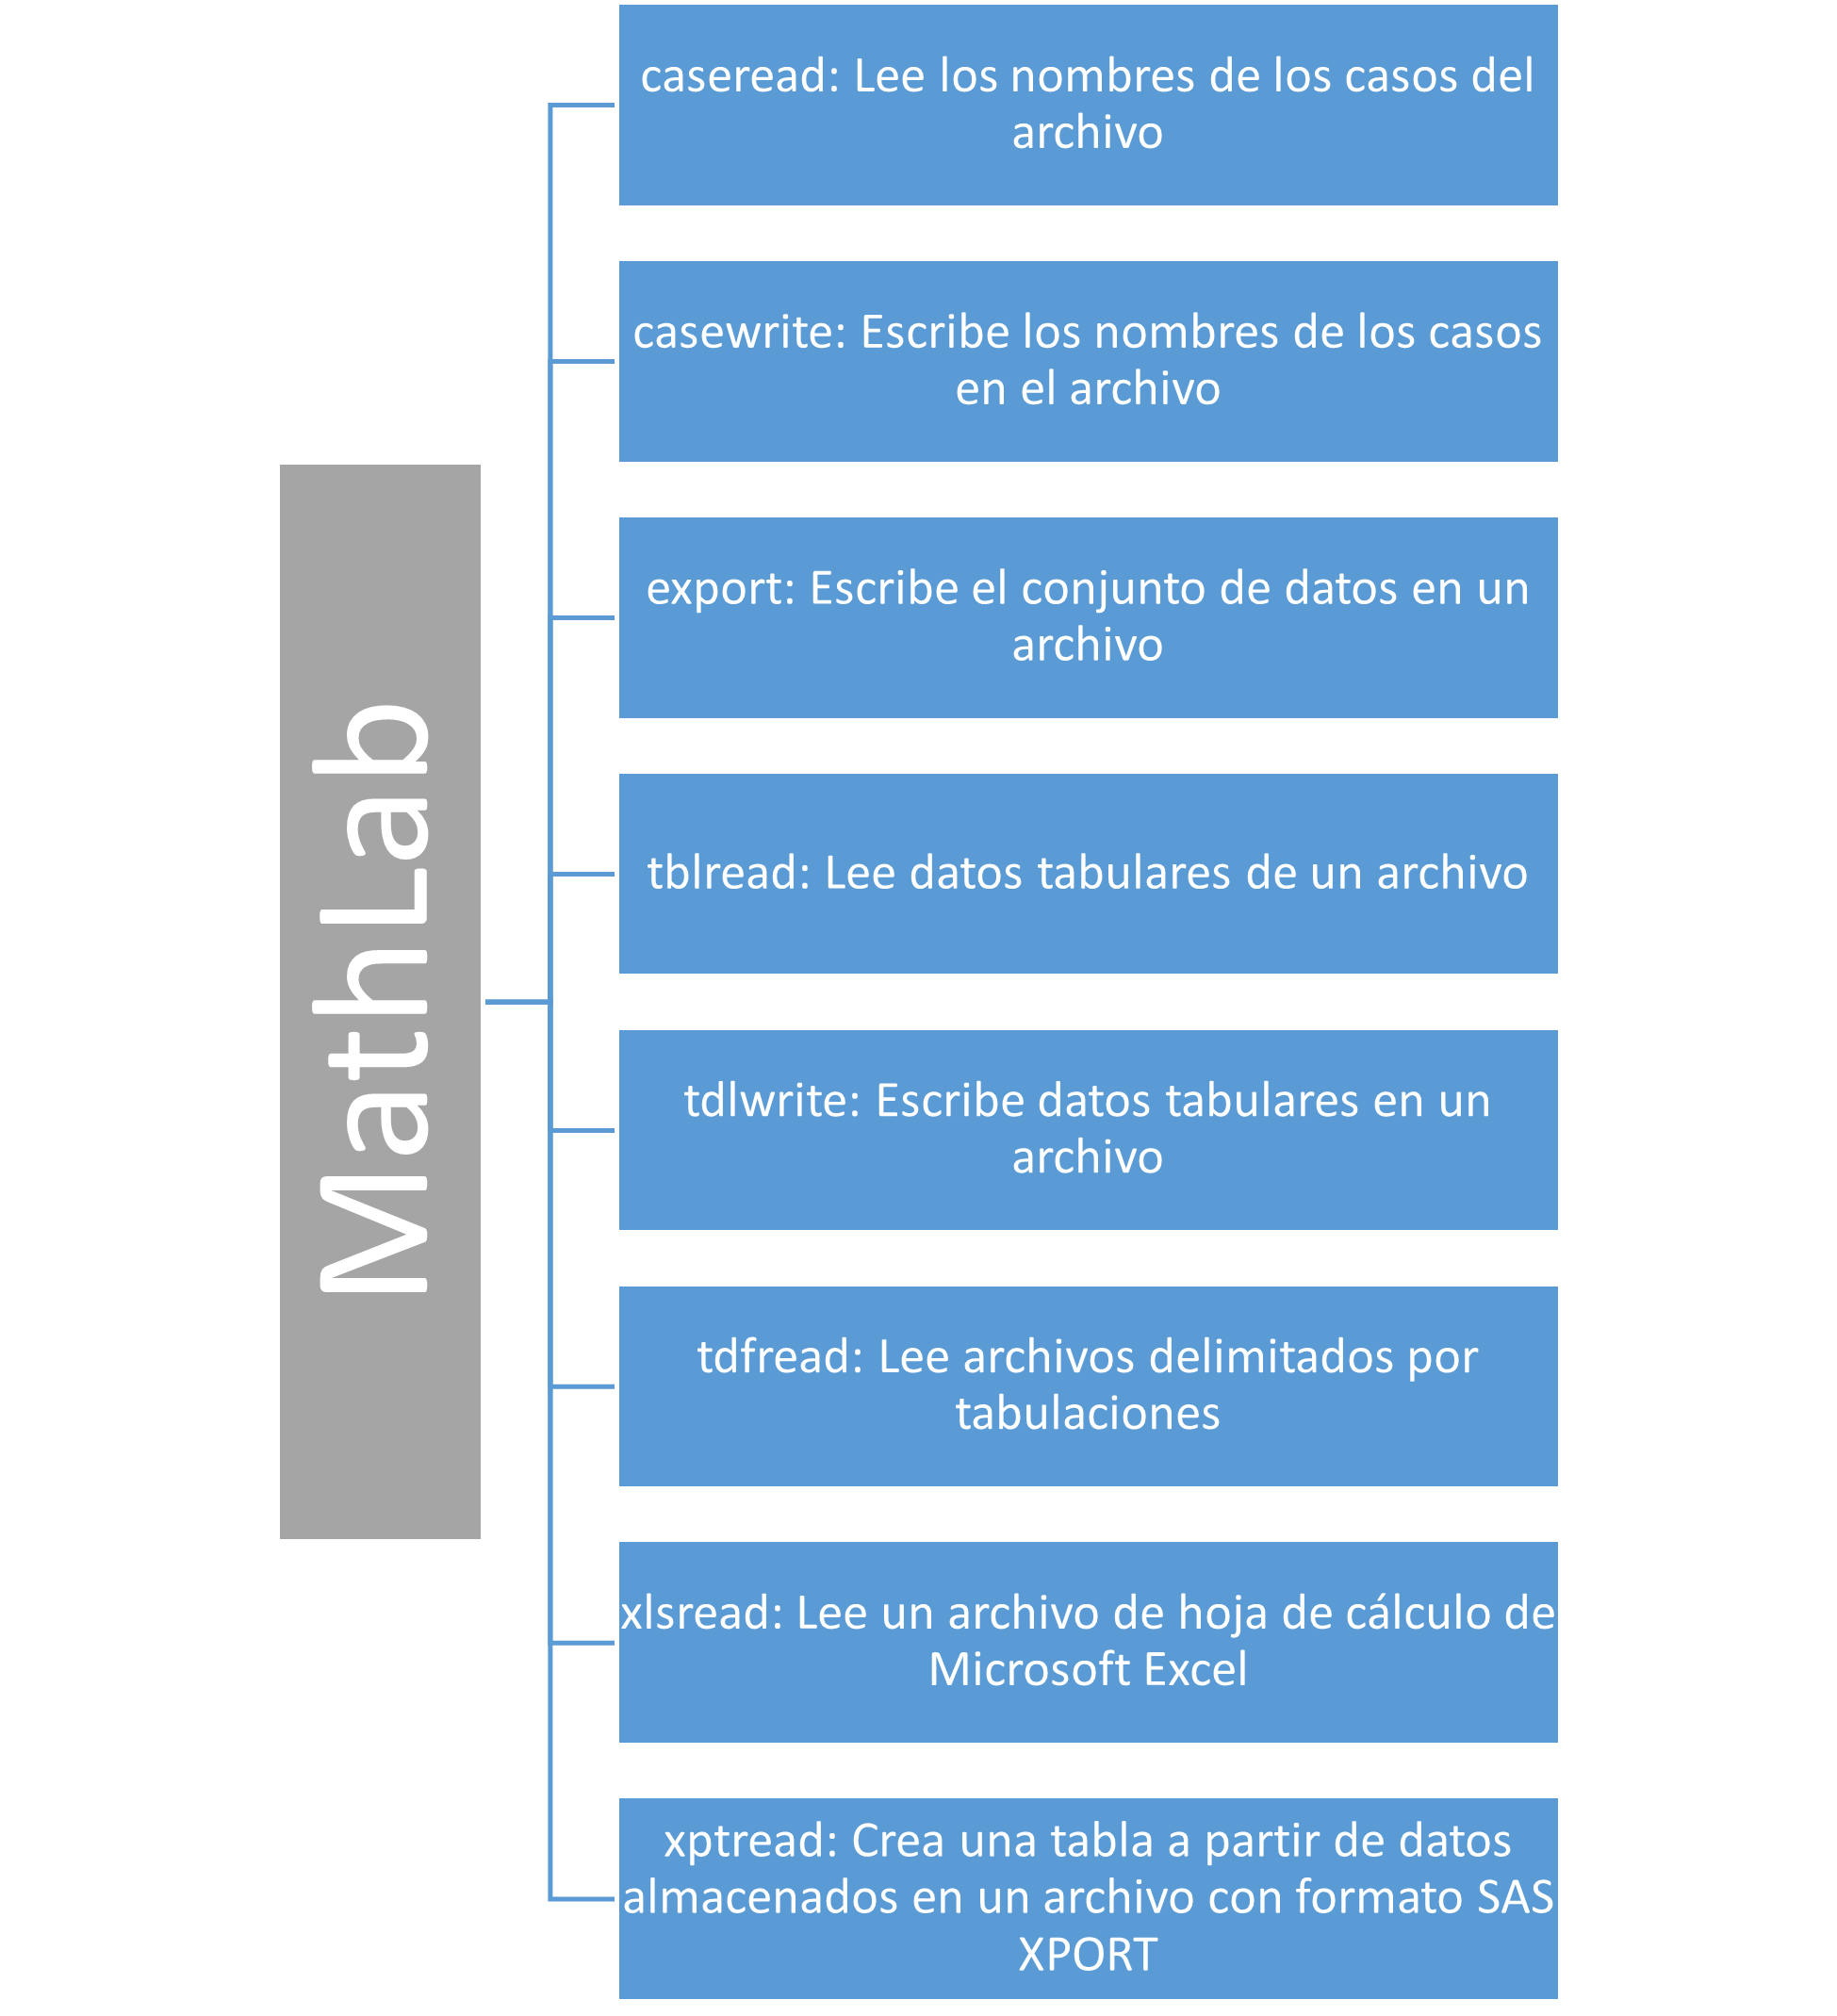 MathLab
caseread: Lee los nombres de los casos del
archivo
casewrite: Escribe los nombres de los casos
en el archivo
export: Escribe el conjunto de datos en un
archivo
tblread: Lee datos tabulares de un archivo
tdlwrite: Escribe datos tabulares en un
archivo
tdfread: Lee archivos delimitados por
tabulaciones
xlsread: Lee un archivo de hoja de cálculo de
Microsoft Excel
xptread: Crea una tabla a partir de datos
almacenados en un archivo con formato SAS
XPORT